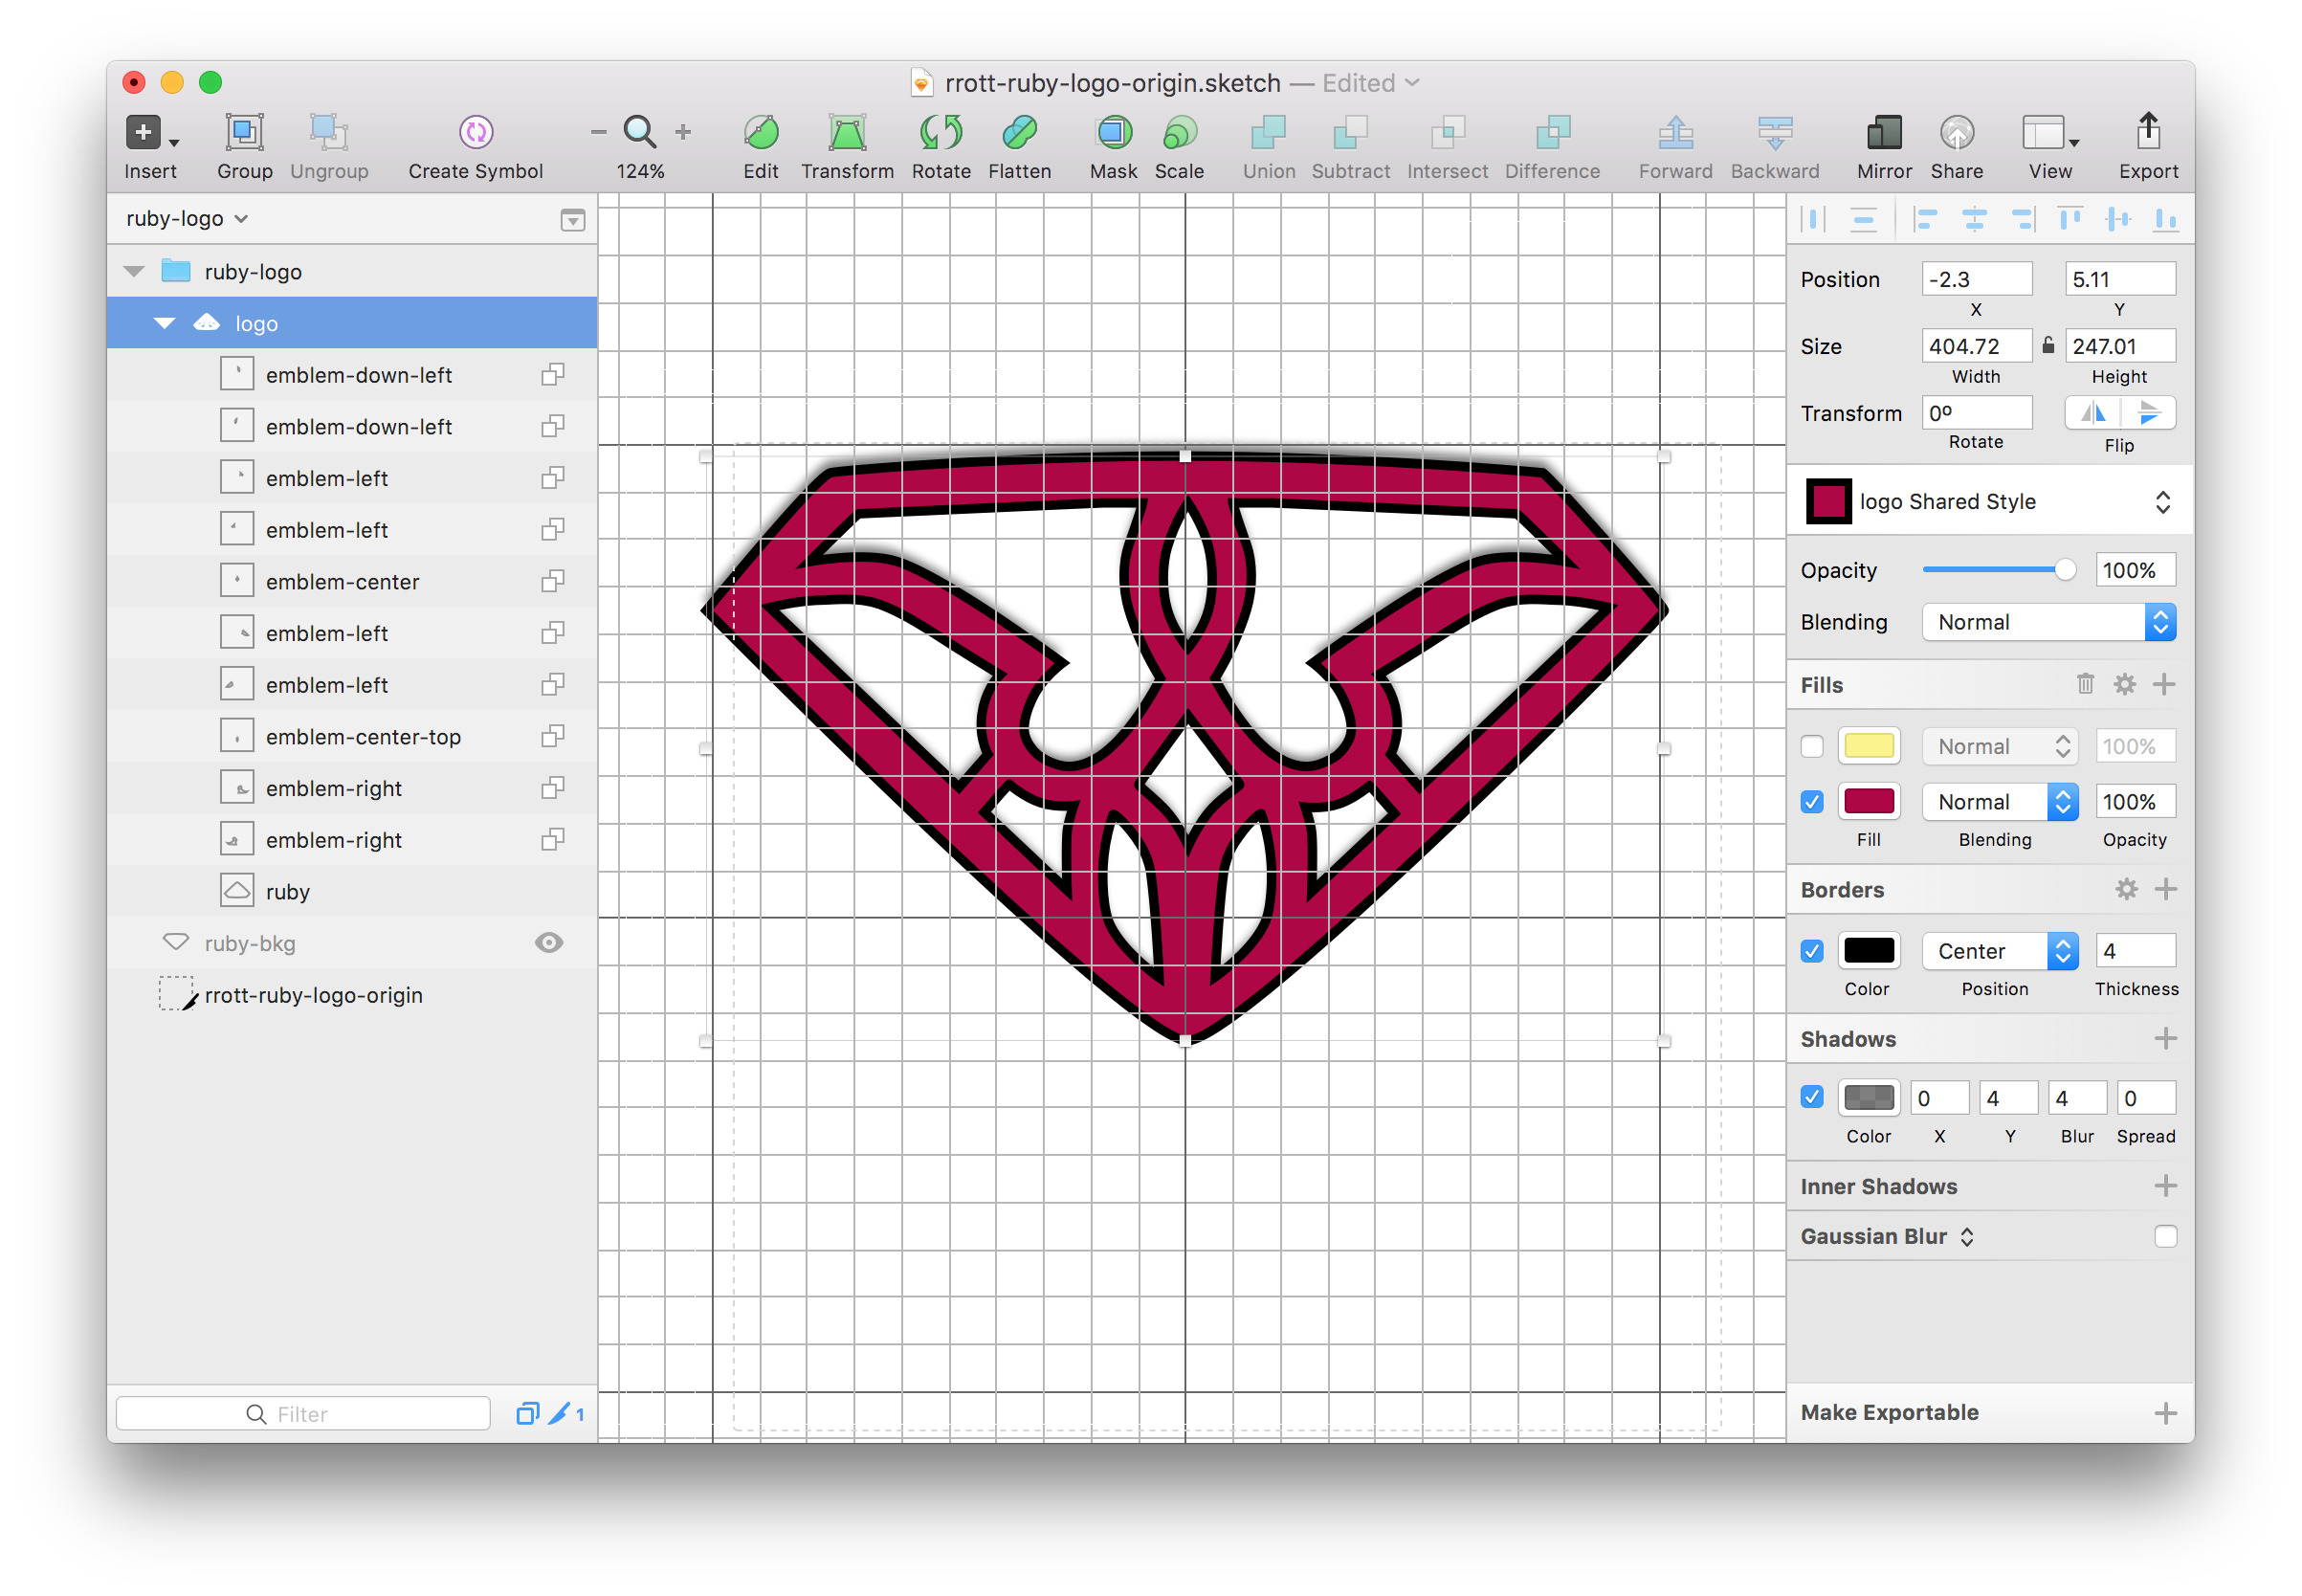 rrott-ruby-logo-origin.sketch — Edited
Insert Group Ungroup Create Symbol 124% Edit Transform Rotate Flatten Mask Scale Union Subtract Intersect Difference Forward Backward Mirror Share View Export
ruby-logo
ruby-logo
logo
emblem-down-left
emblem-down-left
emblem-left
emblem-left
emblem-center
emblem-left
emblem-left
emblem-center-top
emblem-right
emblem-right
ruby
ruby-bkg
rrott-ruby-logo-origin
Filter 1
Position -2.3 5.11
X Y
Size 404.72 247.01
Width Height
Transform 0º
Rotate Flip
logo Shared Style
Opacity 100%
Blending Normal
Fills
Normal 100%
Normal 100%
Fill Blending Opacity
Borders
Center 4
Color Position Thickness
Shadows
0 4 4 0
Color X Y Blur Spread
Inner Shadows
Gaussian Blur
Make Exportable